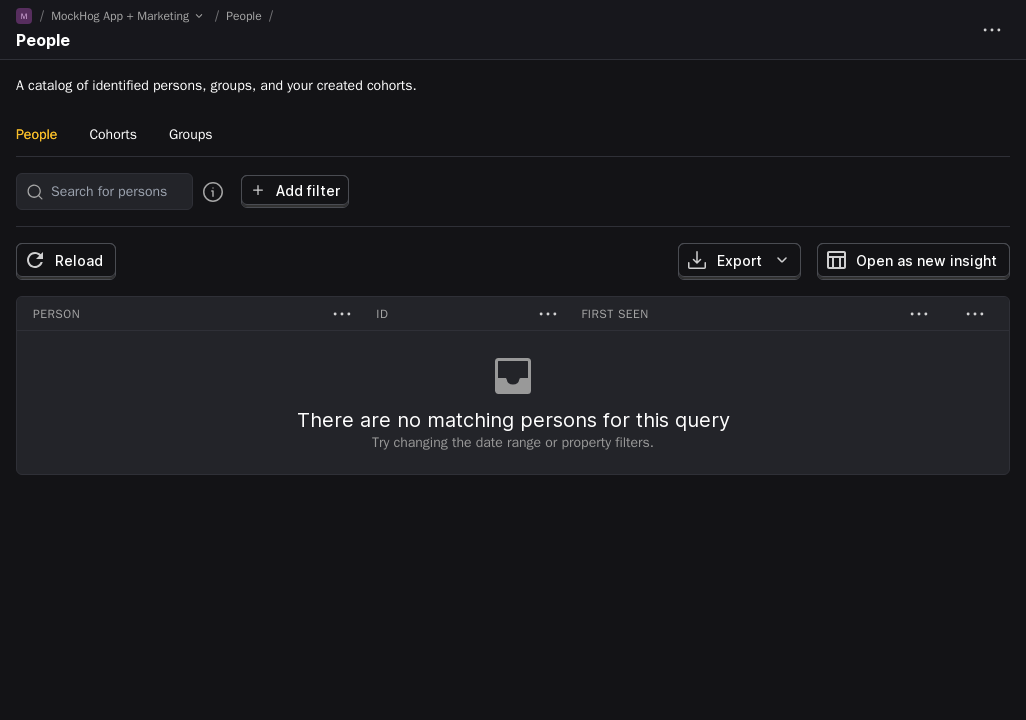 M / MockHog App + Marketing / People /
People
A catalog of identified persons, groups, and your created cohorts.
People Cohorts Groups
Search for persons Add filter
Reload Export Open as new insight
PERSON ID FIRST SEEN
There are no matching persons for this query
Try changing the date range or property filters.